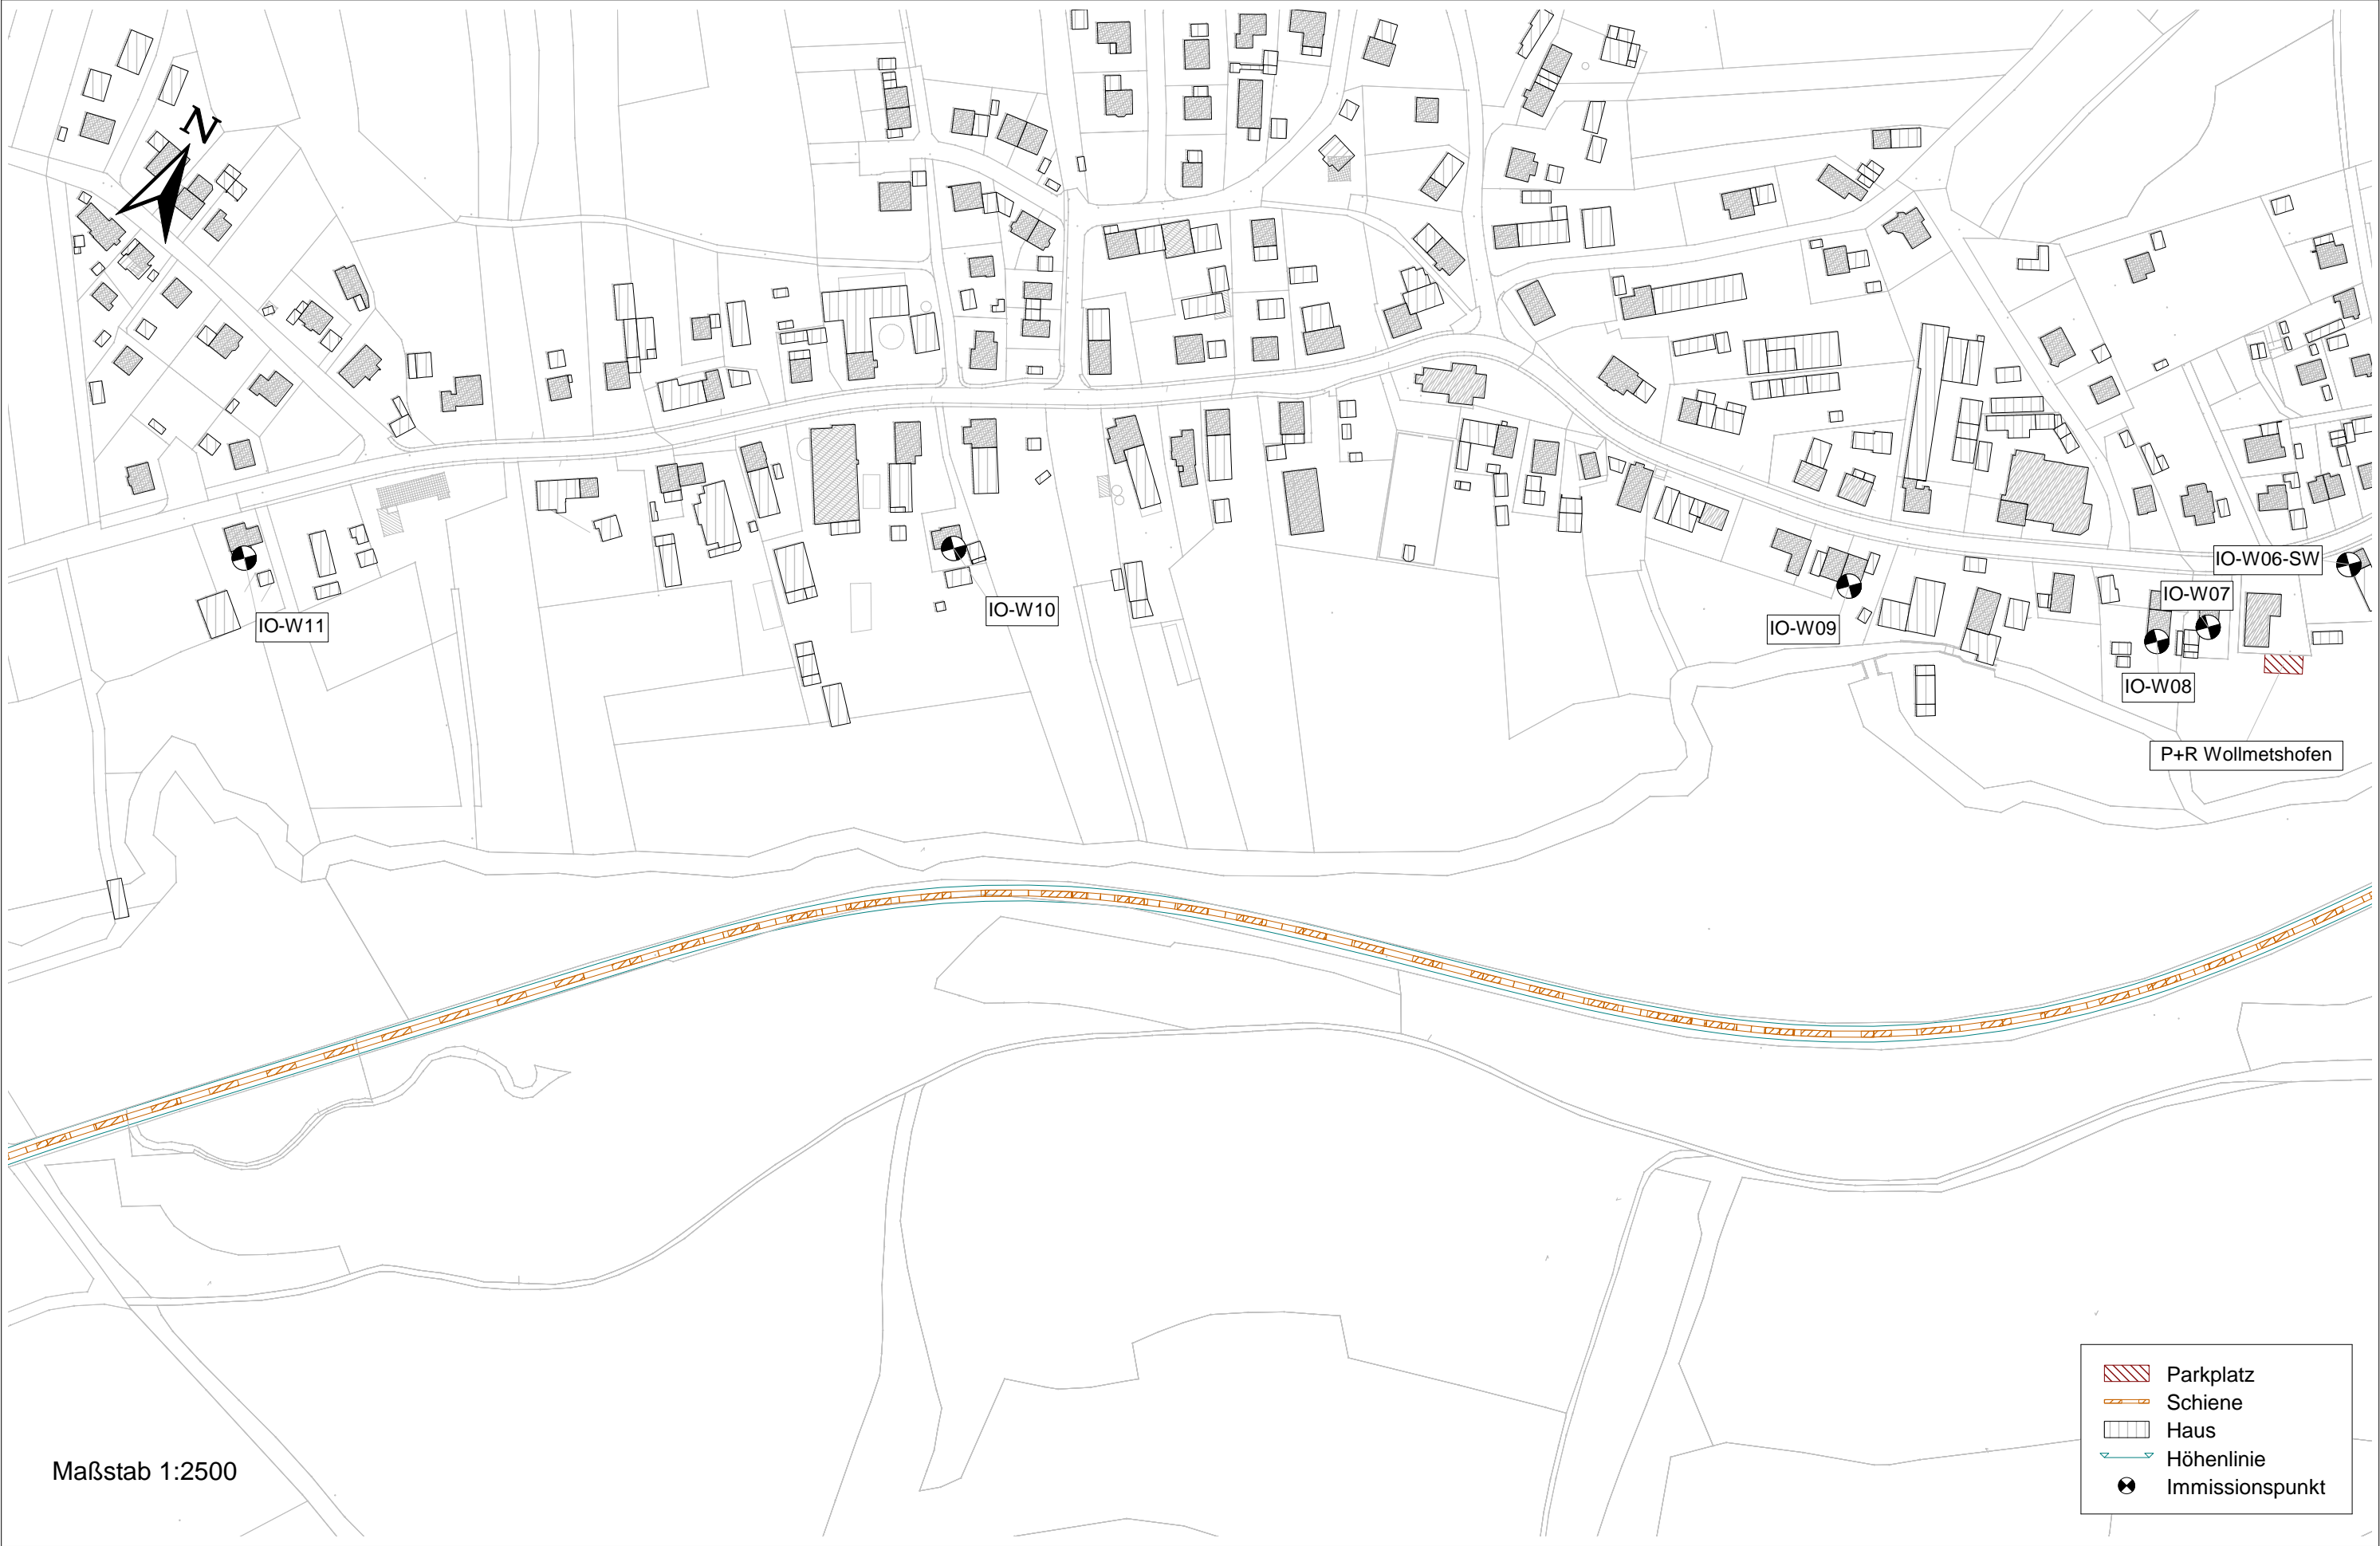 N
IO-W06-SW
IO-W07
IO-W10
IO-W11
IO-W09
IO-W08
P+R Wollmetshofen
Parkplatz
Schiene
Haus
Höhenlinie
Immissionspunkt
Maßstab 1:2500